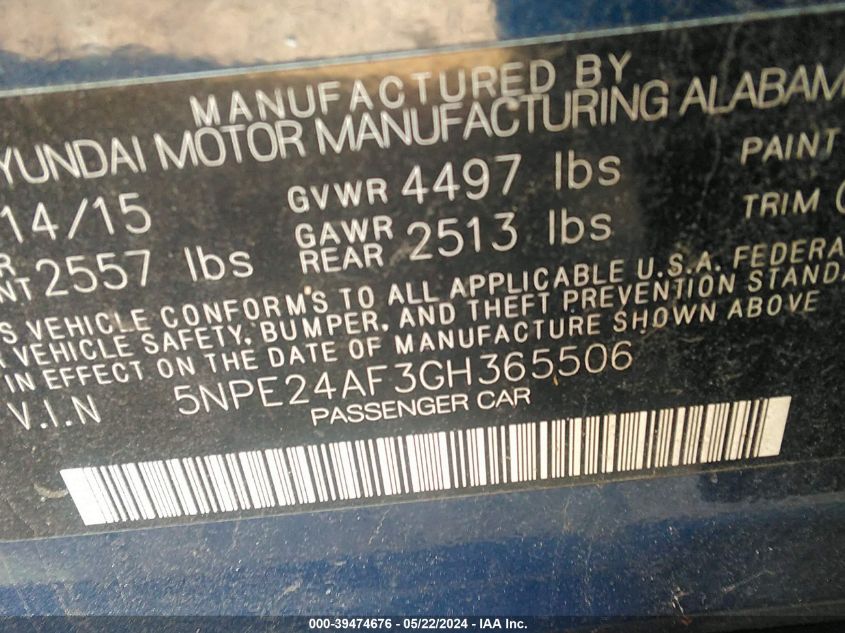 MANUFACTURED BY
YUNDAI MOTOR MANUFACTURING ALABAM
14/15 GVWR 4497 lbs PAINT
2557 lbs GAWR REAR 2513 lbs TRIM
VEHICLE CONFORM'S TO ALL APPLICABLE U.S.A. FEDERA
VEHICLE SAFETY, BUMPER, AND THEFT PREVENTION STANDA
IN EFFECT ON THE DATE OF MANUFACTURE SHOWN ABOVE
V.I.N 5NPE24AF3GH365506
PASSENGER CAR
000-39474676 - 05/22/2024 - IAA Inc.